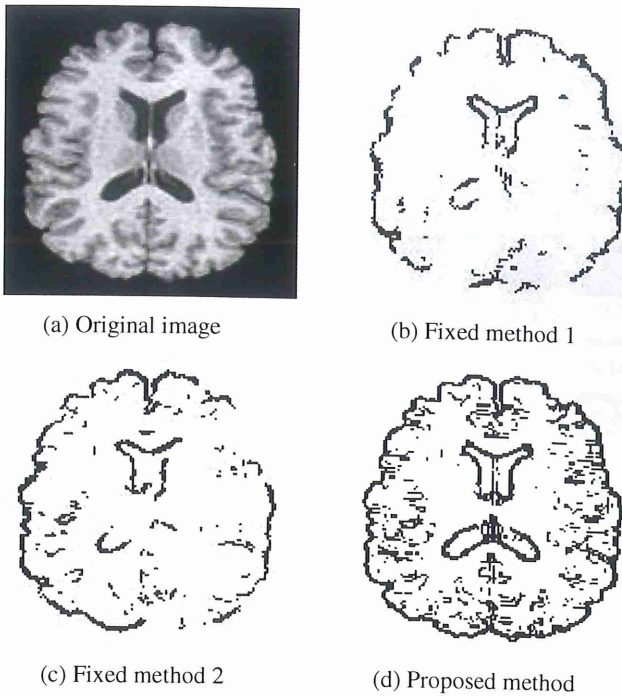 (a) Original image
(b) Fixed method 1
(c) Fixed method 2
(d) Proposed method